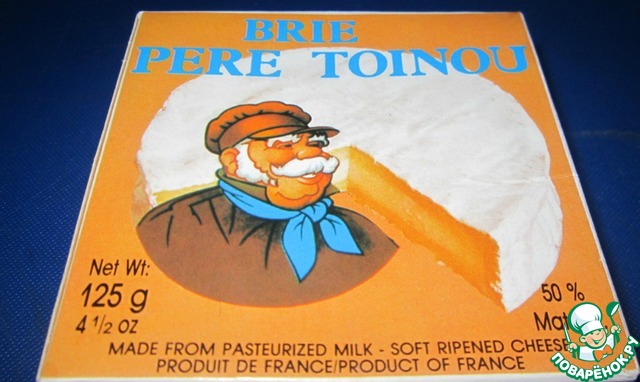 BRIE
PERE TOINOU
Net Wt:
125 g
4 1/2 oz
50 %
MADE FROM PASTEURIZED MILK - SOFT RIPENED CHEESE
PRODUIT DE FRANCE/PRODUCT OF FRANCE
ПОВАРЁНОК.РУ